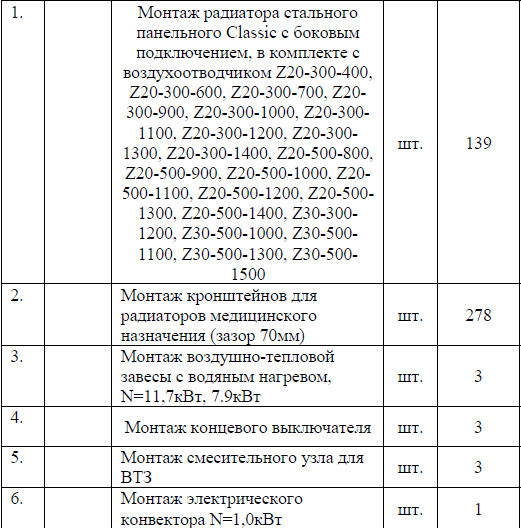 1. Монтаж радиатора стального
панельного Classic с боковым
подключением, в комплекте с
воздухоотводчиком Z20-300-400,
Z20-300-600, Z20-300-700, Z20-
300-900, Z20-300-1000, Z20-300-
1100, Z20-300-1200, Z20-300-
1300, Z20-300-1400, Z20-500-800,
Z20-500-900, Z20-500-1000, Z20-
500-1100, Z20-500-1200, Z20-500-
1300, Z20-500-1400, Z30-300-
1200, Z30-500-1000, Z30-500-
1100, Z30-500-1300, Z30-500-
1500
шт. 139
2. Монтаж кронштейнов для
радиаторов медицинского
назначения (зазор 70мм)
шт. 278
3. Монтаж воздушно-тепловой
завесы с водяным нагревом,
N=11,7кВт, 7.9кВт
шт. 3
4. Монтаж концевого выключателя шт. 3
5. Монтаж смесительного узла для
ВТЗ
шт. 3
6. Монтаж электрического
конвектора N=1,0кВт
шт. 1